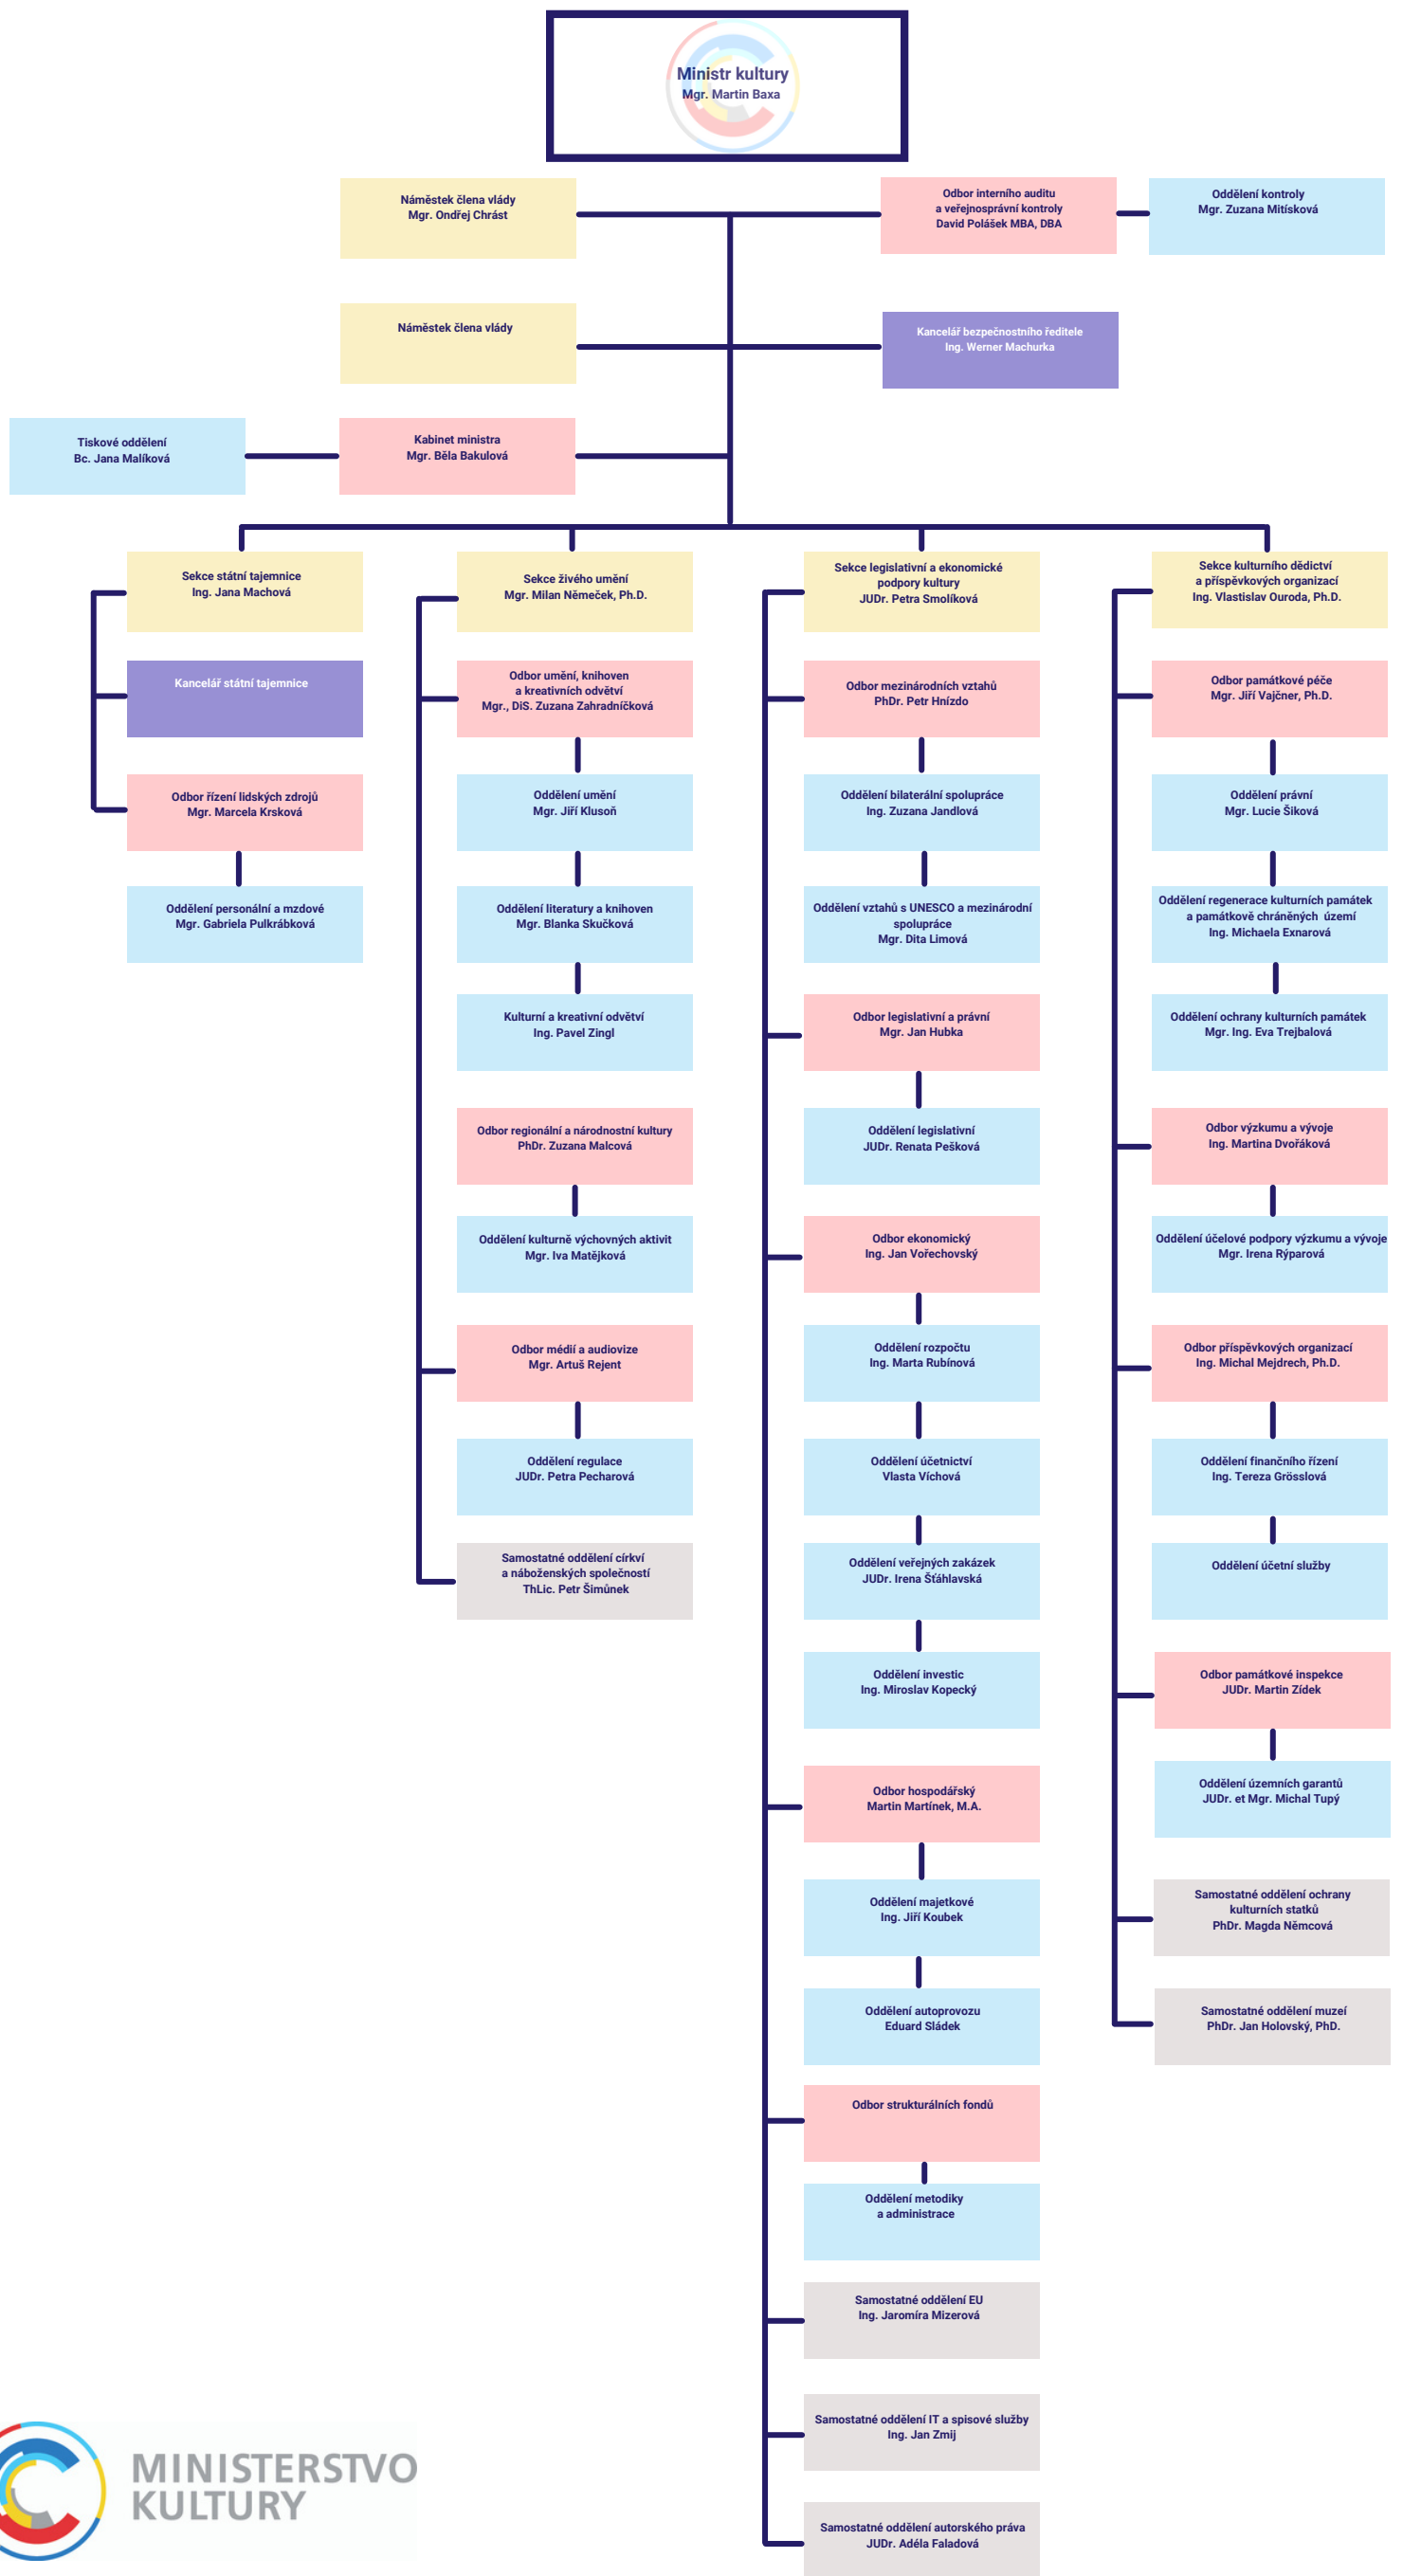 Ministr kultury
Mgr. Martin Baxa
Náměstek člena vlády
Mgr. Ondřej Chrást
Odbor interního auditu
a veřejnosprávní kontroly
David Polášek MBA, DBA
Oddělení kontroly
Mgr. Zuzana Mitísková
Náměstek člena vlády
Kancelář bezpečnostního ředitele
Ing. Werner Machurka
Tiskové oddělení
Bc. Jana Malíková
Kabinet ministra
Mgr. Běla Bakulová
Sekce státní tajemnice
Ing. Jana Machová
Kancelář státní tajemnice
Odbor řízení lidských zdrojů
Mgr. Marcela Krsková
Oddělení personální a mzdové
Mgr. Gabriela Pulkrábková
Sekce živého umění
Mgr. Milan Němeček, Ph.D.
Odbor umění, knihoven
a kreativních odvětví
Mgr., DiS. Zuzana Zahradníčková
Oddělení umění
Mgr. Jiří Klusoň
Oddělení literatury a knihoven
Mgr. Blanka Skučková
Kulturní a kreativní odvětví
Ing. Pavel Zingl
Odbor regionální a národnostní kultury
PhDr. Zuzana Malcová
Oddělení kulturně výchovných aktivit
Mgr. Iva Matějková
Odbor médií a audiovize
Mgr. Artuš Rejent
Oddělení regulace
JUDr. Petra Pecharová
Samostatné oddělení církví
a náboženských společností
ThLic. Petr Šimůnek
Sekce legislativní a ekonomické
podpory kultury
JUDr. Petra Smolíková
Odbor mezinárodních vztahů
PhDr. Petr Hnízdo
Oddělení bilaterální spolupráce
Ing. Zuzana Jandlová
Oddělení vztahů s UNESCO a mezinárodní
spolupráce
Mgr. Dita Limová
Odbor legislativní a právní
Mgr. Jan Hubka
Oddělení legislativní
JUDr. Renata Pešková
Odbor ekonomický
Ing. Jan Vořechovský
Oddělení rozpočtu
Ing. Marta Rubínová
Oddělení účetnictví
Vlasta Víchová
Oddělení veřejných zakázek
JUDr. Irena Šťáhlavská
Oddělení investic
Ing. Miroslav Kopecký
Odbor hospodářský
Martin Martínek, M.A.
Oddělení majetkové
Ing. Jiří Koubek
Oddělení autoprovozu
Eduard Sládek
Odbor strukturálních fondů
Oddělení metodiky
a administrace
Samostatné oddělení EU
Ing. Jaromíra Mizerová
Samostatné oddělení IT a spisové služby
Ing. Jan Zmij
Samostatné oddělení autorského práva
JUDr. Adéla Faladová
Sekce kulturního dědictví
a příspěvkových organizací
Ing. Vlastislav Ouroda, Ph.D.
Odbor památkové péče
Mgr. Jiří Vajčner, Ph.D.
Oddělení právní
Mgr. Lucie Šiková
Oddělení regenerace kulturních památek
a památkově chráněných území
Ing. Michaela Exnarová
Oddělení ochrany kulturních památek
Mgr. Ing. Eva Trejbalová
Odbor výzkumu a vývoje
Ing. Martina Dvořáková
Oddělení účelové podpory výzkumu a vývoje
Mgr. Irena Rýparová
Odbor příspěvkových organizací
Ing. Michal Mejdrech, Ph.D.
Oddělení finančního řízení
Ing. Tereza Grösslová
Oddělení účetní služby
Odbor památkové inspekce
JUDr. Martin Zídek
Oddělení územních garantů
JUDr. et Mgr. Michal Tupý
Samostatné oddělení ochrany
kulturních statků
PhDr. Magda Němcová
Samostatné oddělení muzeí
PhDr. Jan Holovský, PhD.
MINISTERSTVO
KULTURY